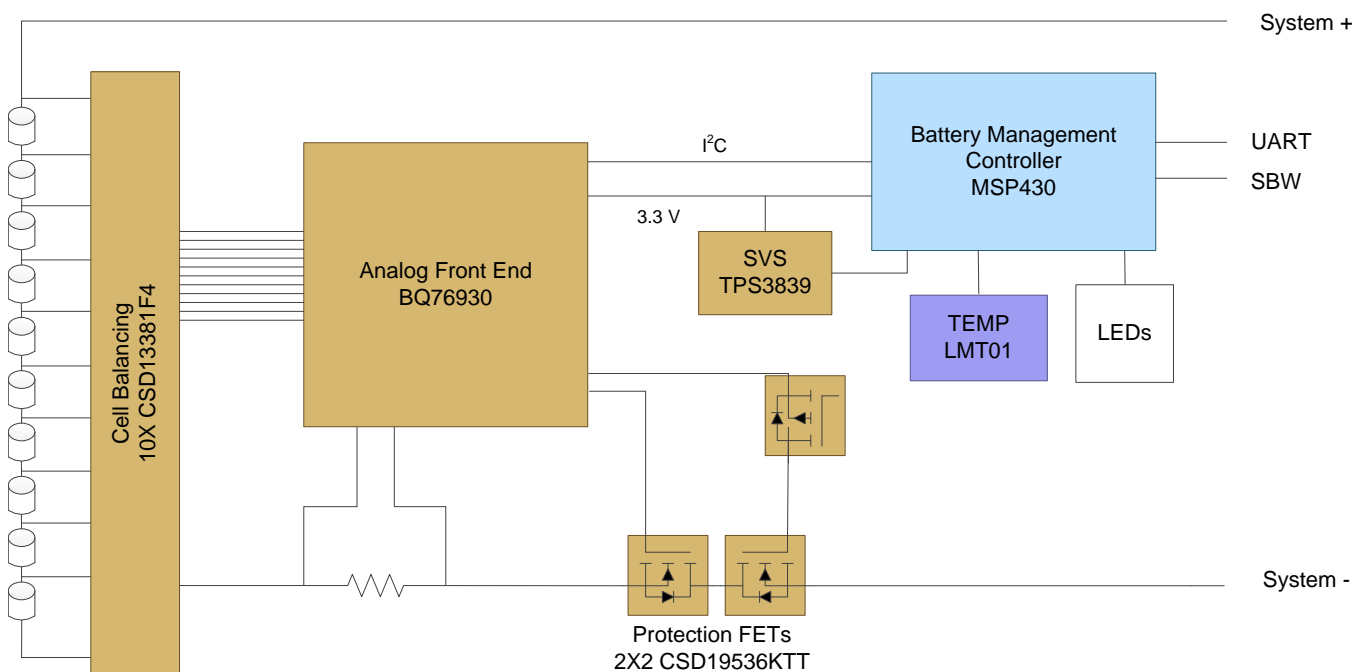 System +
Cell Balancing
10X CSD13381F4
Analog Front End
BQ76930
I²C
3.3 V
Battery Management
Controller
MSP430
UART
SBW
SVS
TPS3839
TEMP
LMT01
LEDs
Protection FETs
2X2 CSD19536KTT
System -